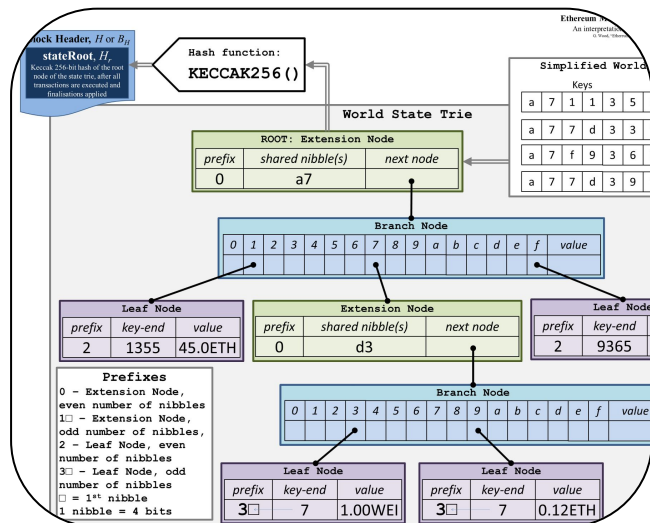 Ethereum
An interpretation
Block Header, H or B_H
stateRoot, H_r
Keccak 256-bit hash of the root
node of the state trie, after all
transactions are executed and
finalisations applied
Hash function:
KECCAK256()
Simplified World
Keys
a 7 1 1 3 5
a 7 7 d 3 3
a 7 f 9 3 6
a 7 7 d 3 9
World State Trie
ROOT: Extension Node
prefix shared nibble(s) next node
0 a7
Branch Node
0 1 2 3 4 5 6 7 8 9 a b c d e f value
Leaf Node
prefix key-end value
2 1355 45.0ETH
Extension Node
prefix shared nibble(s) next node
0 d3
Leaf Node
prefix key-end
2 9365
Prefixes
0 – Extension Node,
even number of nibbles
1□ – Extension Node,
odd number of nibbles,
2 – Leaf Node, even
number of nibbles
3□ – Leaf Node, odd
number of nibbles
□ = 1st nibble
1 nibble = 4 bits
Branch Node
0 1 2 3 4 5 6 7 8 9 a b c d e f value
Leaf Node
prefix key-end value
3□ 7 1.00WEI
Leaf Node
prefix key-end value
3□ 7 0.12ETH